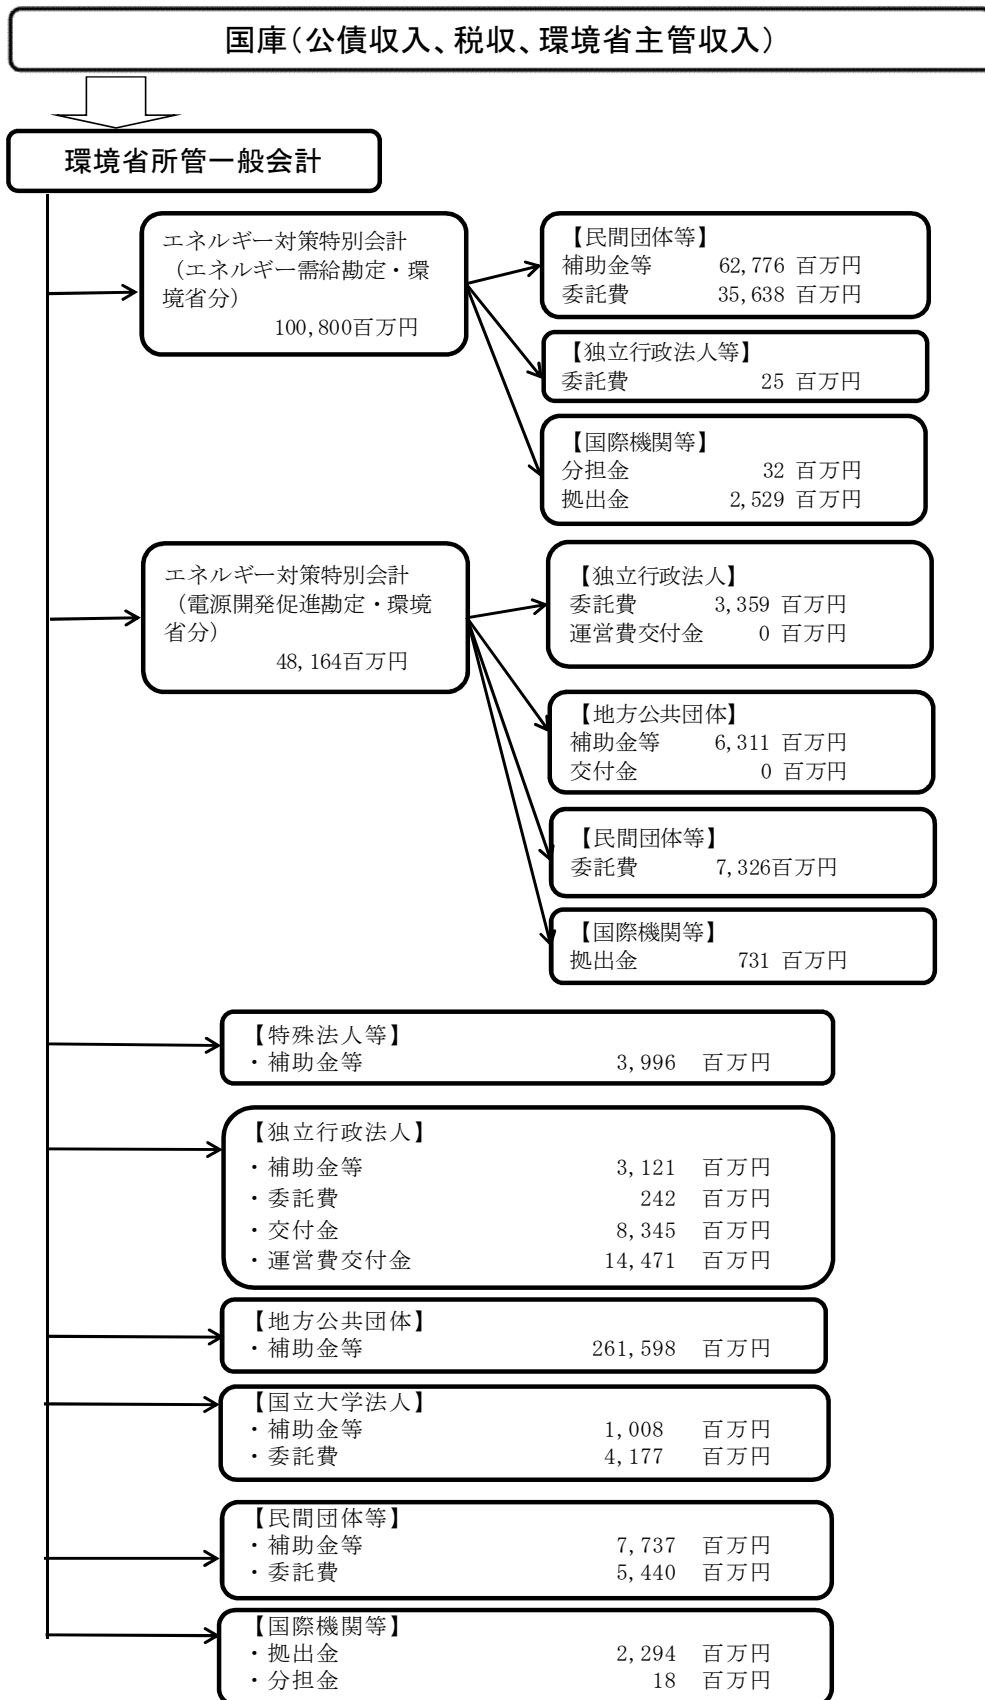 国庫（公債収入、税収、環境省主管収入）
環境省所管一般会計
エネルギー対策特別会計
（エネルギー需給勘定・環
境省分）
100,800百万円
【民間団体等】
補助金等 62,776 百万円
委託費 35,638 百万円
【独立行政法人等】
委託費 25 百万円
【国際機関等】
分担金 32 百万円
拠出金 2,529 百万円
エネルギー対策特別会計
（電源開発促進勘定・環境
省分）
48,164百万円
【独立行政法人】
委託費 3,359 百万円
運営費交付金 0 百万円
【地方公共団体】
補助金等 6,311 百万円
交付金 0 百万円
【民間団体等】
委託費 7,326百万円
【国際機関等】
拠出金 731 百万円
【特殊法人等】
・補助金等 3,996 百万円
【独立行政法人】
・補助金等 3,121 百万円
・委託費 242 百万円
・交付金 8,345 百万円
・運営費交付金 14,471 百万円
【地方公共団体】
・補助金等 261,598 百万円
【国立大学法人】
・補助金等 1,008 百万円
・委託費 4,177 百万円
【民間団体等】
・補助金等 7,737 百万円
・委託費 5,440 百万円
【国際機関等】
・拠出金 2,294 百万円
・分担金 18 百万円